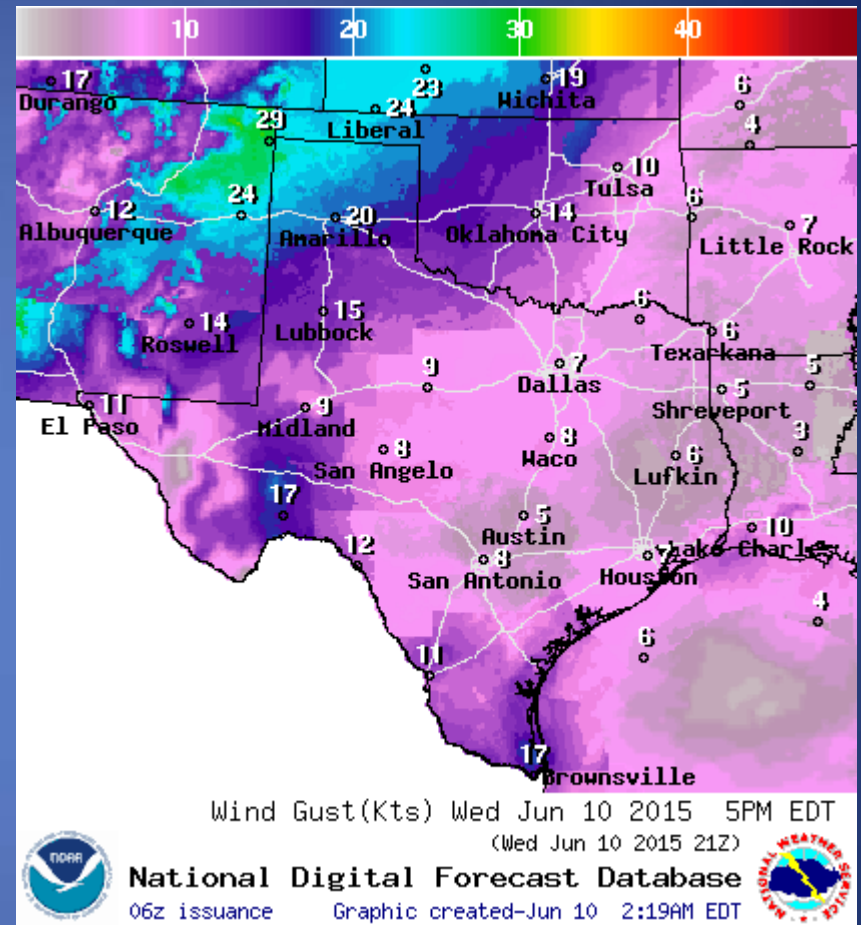 10 20 30 40
17 23 19 6
Durango Wichita
24
Liberal
29 4
10
Tulsa
12 24 20 14 6 7
Albuquerque Amarillo Oklahoma City Little Rock
14 15 6
Roswell Lubbock 6
Texarkana
9 7 5 5
Dallas Shreveport
11 9
El Paso Midland
8 8 6 3
San Angelo Waco Lufkin
17 5 10
Austin
12 8 Lake Charles
San Antonio Houston
4
11 6
17
Brownsville
Wind Gust(Kts) Wed Jun 10 2015 5PM EDT
(Wed Jun 10 2015 21Z)
NOAA
NATIONAL WEATHER SERVICE
National Digital Forecast Database
06z issuance Graphic created-Jun 10 2:19AM EDT